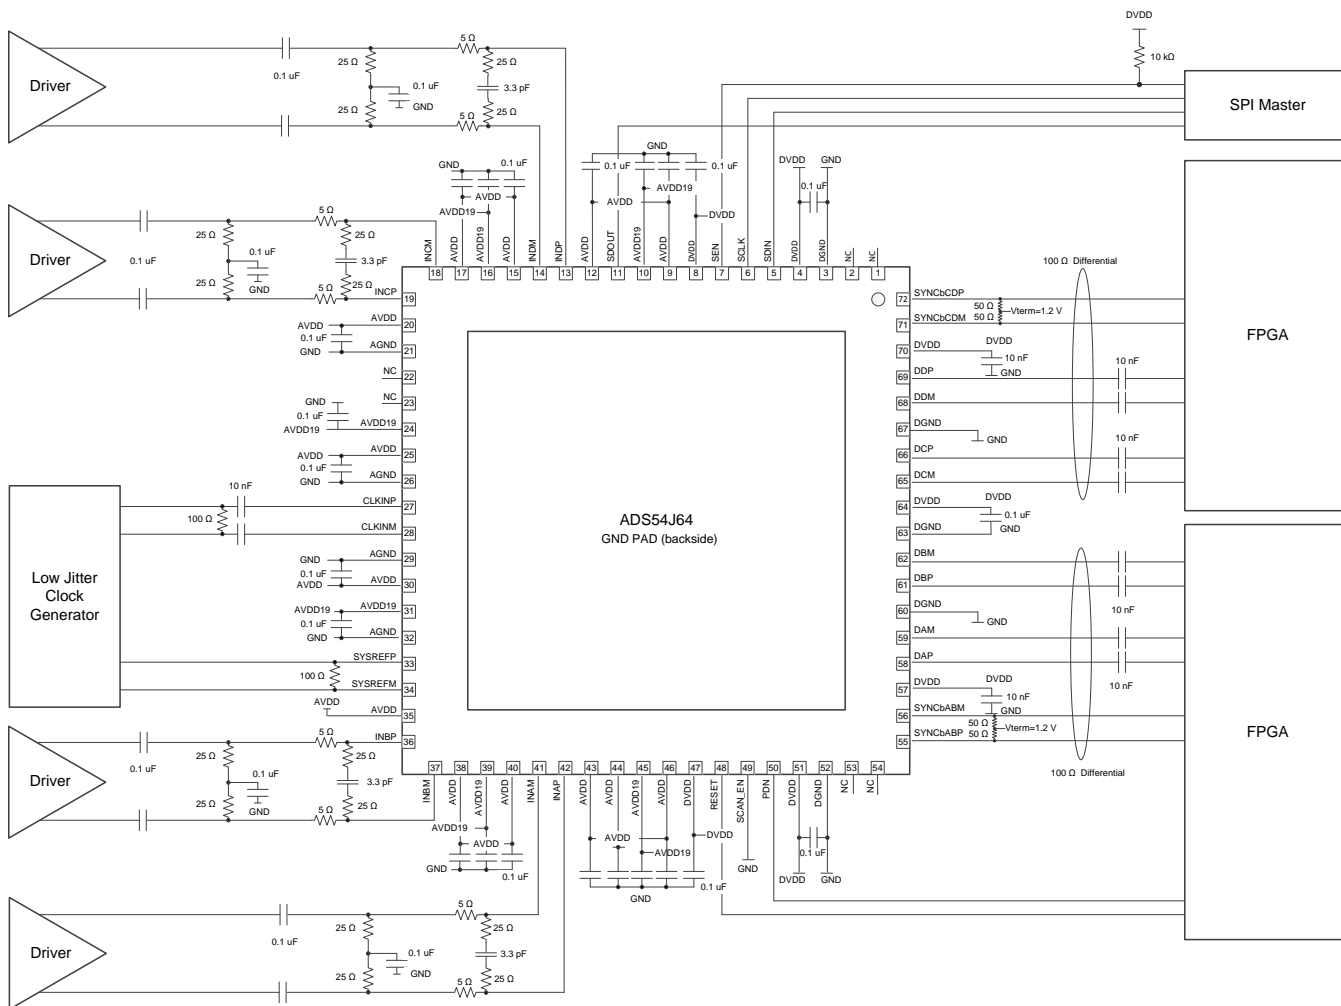 DVDD
10 kΩ
SPI Master
Driver
0.1 uF
25 Ω
25 Ω
0.1 uF
GND
5 Ω
5 Ω
25 Ω
3.3 pF
25 Ω
Driver
0.1 uF
25 Ω
25 Ω
0.1 uF
GND
5 Ω
5 Ω
25 Ω
3.3 pF
25 Ω
GND
0.1 uF
AVDD
AVDD19
GND
0.1 uF
0.1 uF
AVDD19
AVDD
DVDD
DVDD
GND
0.1 uF
INCM
AVDD
AVDD19
AVDD
INDM
INDP
AVDD
SDOUT
AVDD19
AVDD
DVDD
SEN
SCLK
SDIN
DVDD
DGND
NC
NC
18
17
16
15
14
13
12
11
10
9
8
7
6
5
4
3
2
1
INCP
19
AVDD
AVDD
20
0.1 uF
GND
AGND
21
NC
22
NC
23
GND
0.1 uF
AVDD19
AVDD19
24
AVDD
AVDD
25
0.1 uF
GND
AGND
26
10 nF
100 Ω
CLKINP
27
CLKINM
28
GND
AGND
29
0.1 uF
AVDD
AVDD
30
AVDD19
AVDD19
31
0.1 uF
GND
AGND
32
SYSREFP
33
100 Ω
SYSREFM
34
AVDD
AVDD
35
INBP
36
Low Jitter
Clock
Generator
ADS54J64
GND PAD (backside)
100 Ω Differential
72
SYNCbCDP
50 Ω
Vterm=1.2 V
50 Ω
71
SYNCbCDM
70
DVDD
DVDD
10 nF
GND
69
DDP
10 nF
68
DDM
67
DGND
GND
10 nF
66
DCP
65
DCM
64
DVDD
DVDD
0.1 uF
63
DGND
GND
62
DBM
61
DBP
10 nF
60
DGND
GND
59
DAM
58
DAP
10 nF
57
DVDD
DVDD
10 nF
GND
56
SYNCbABM
50 Ω
Vterm=1.2 V
50 Ω
55
SYNCbABP
100 Ω Differential
FPGA
FPGA
37
38
39
40
41
42
43
44
45
46
47
48
49
50
51
52
53
54
INBM
AVDD
AVDD19
AVDD
INAM
INAP
AVDD
AVDD
AVDD19
AVDD
DVDD
RESET
SCAN_EN
PDN
DVDD
DGND
NC
NC
AVDD19
AVDD
GND
0.1 uF
AVDD
AVDD19
DVDD
0.1 uF
GND
GND
0.1 uF
DVDD
GND
Driver
0.1 uF
25 Ω
25 Ω
0.1 uF
GND
5 Ω
5 Ω
25 Ω
3.3 pF
25 Ω
Driver
0.1 uF
25 Ω
25 Ω
0.1 uF
GND
5 Ω
5 Ω
25 Ω
3.3 pF
25 Ω